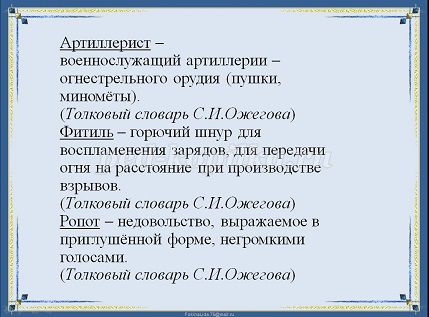 Артиллерист –
военнослужащий артиллерии –
огнестрельного орудия (пушки,
миномёты).
(Толковый словарь С.И.Ожегова)
Фитиль – горючий шнур для
воспламенения зарядов, для передачи
огня на расстояние при производстве
взрывов.
(Толковый словарь С.И.Ожегова)
Ропот – недовольство, выражаемое в
приглушённой форме, негромкими
голосами.
(Толковый словарь С.И.Ожегова)